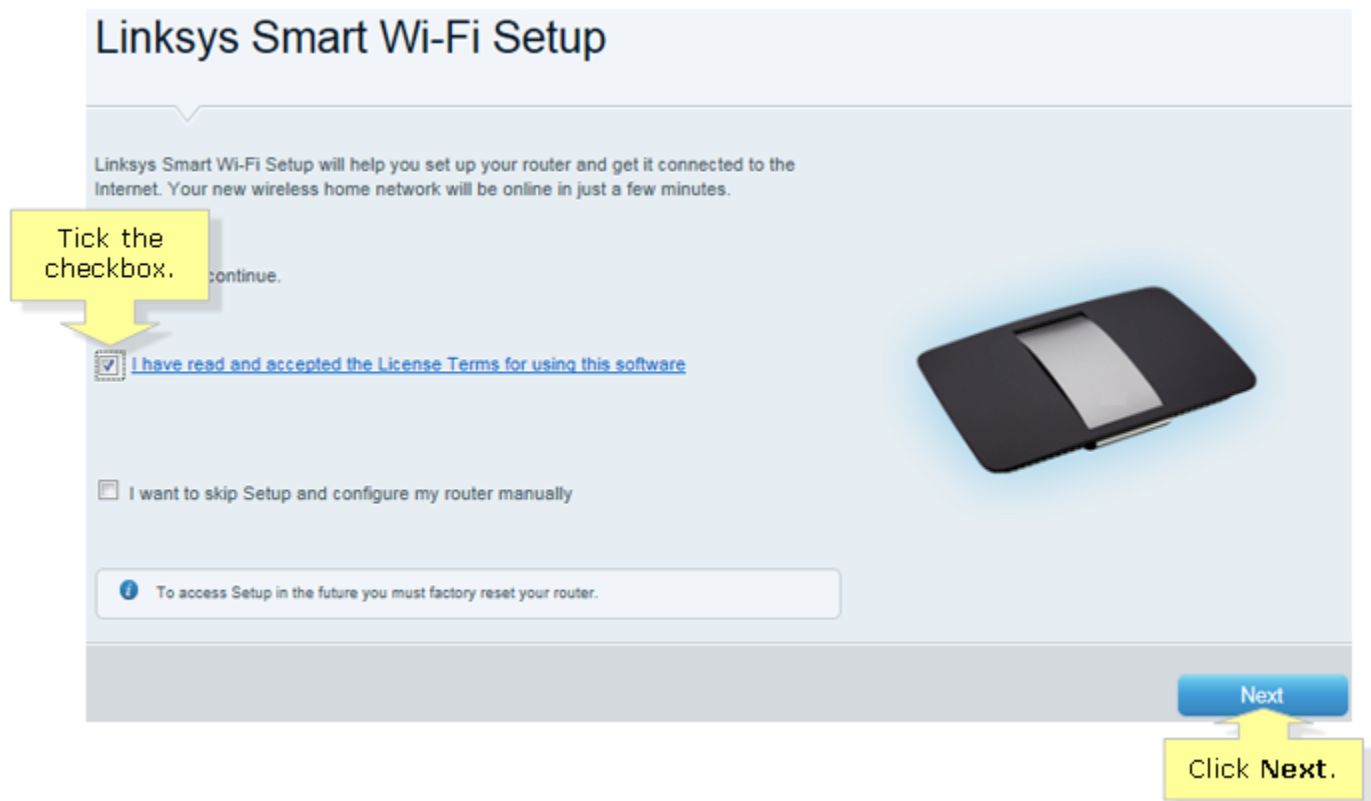 Linksys Smart Wi-Fi Setup
Linksys Smart Wi-Fi Setup will help you set up your router and get it connected to the
Internet. Your new wireless home network will be online in just a few minutes.
Tick the
checkbox.
continue.
I have read and accepted the License Terms for using this software
I want to skip Setup and configure my router manually
To access Setup in the future you must factory reset your router.
Next
Click Next.